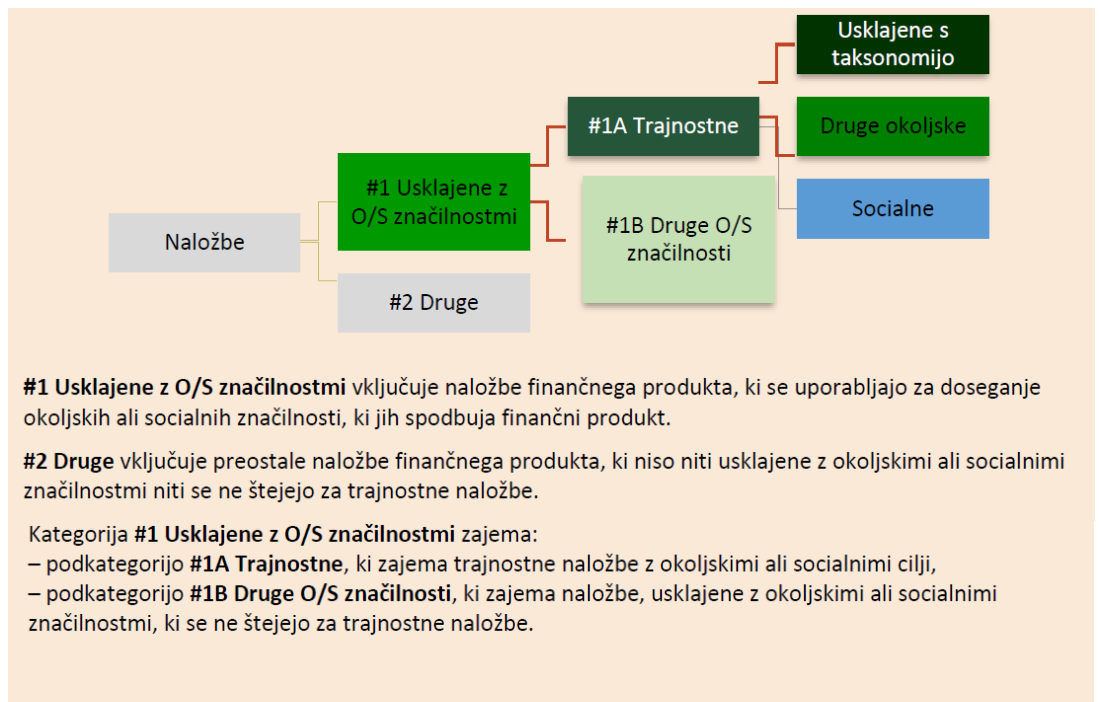 Usklajene s
taksonomijo
#1A Trajnostne
Druge okoljske
#1 Usklajene z
O/S značilnostmi
Socialne
#1B Druge O/S
značilnosti
Naložbe
#2 Druge
#1 Usklajene z O/S značilnostmi vključuje naložbe finančnega produkta, ki se uporabljajo za doseganje
okoljskih ali socialnih značilnosti, ki jih spodbuja finančni produkt.
#2 Druge vključuje preostale naložbe finančnega produkta, ki niso niti usklajene z okoljskimi ali socialnimi
značilnostmi niti se ne štejejo za trajnostne naložbe.
Kategorija #1 Usklajene z O/S značilnostmi zajema:
– podkategorijo #1A Trajnostne, ki zajema trajnostne naložbe z okoljskimi ali socialnimi cilji,
– podkategorijo #1B Druge O/S značilnosti, ki zajema naložbe, usklajene z okoljskimi ali socialnimi
značilnostmi, ki se ne štejejo za trajnostne naložbe.